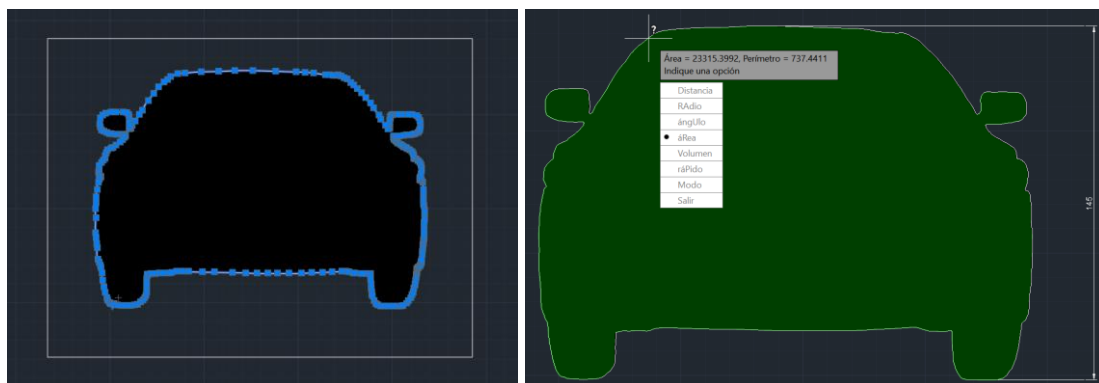 ?
Área = 23315.3992, Perímetro = 737.4411
Indique una opción
Distancia
RAdio
ángUlo
áRea
Volumen
ráPido
Modo
Salir
145